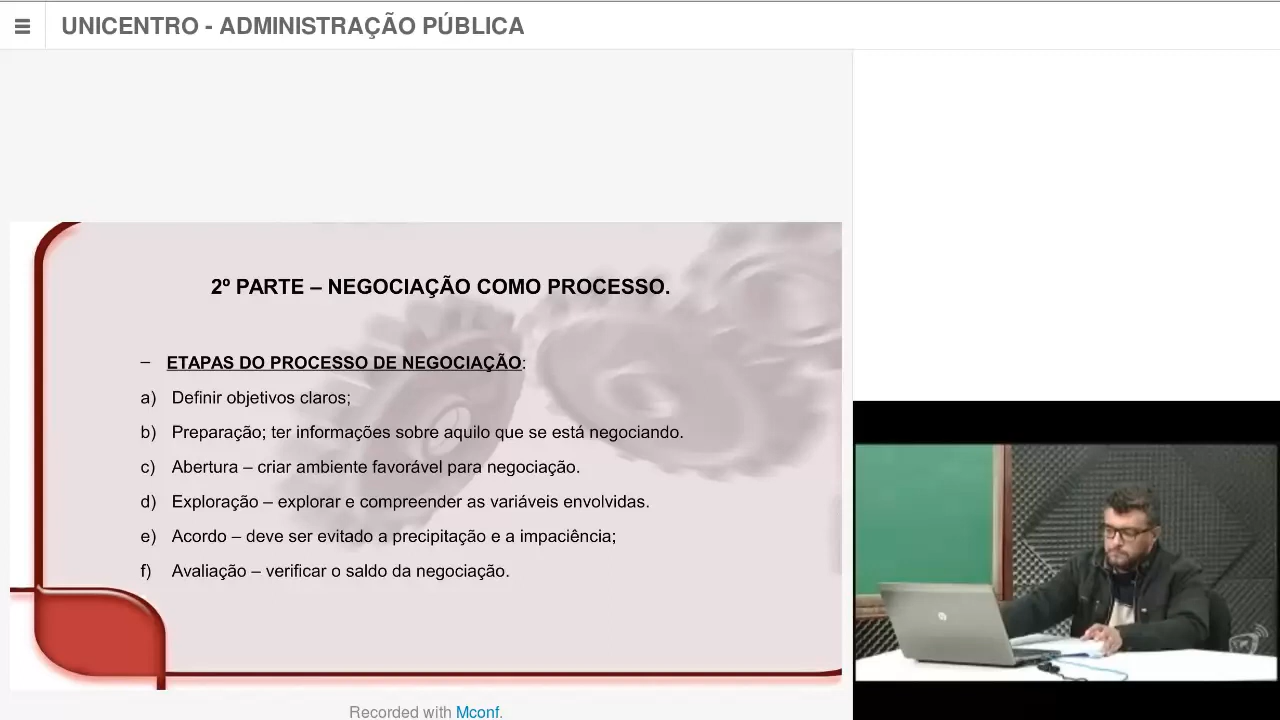 UNICENTRO - ADMINISTRAÇÃO PÚBLICA
2º PARTE – NEGOCIAÇÃO COMO PROCESSO.
– ETAPAS DO PROCESSO DE NEGOCIAÇÃO:
a) Definir objetivos claros;
b) Preparação; ter informações sobre aquilo que se está negociando.
c) Abertura – criar ambiente favorável para negociação.
d) Exploração – explorar e compreender as variáveis envolvidas.
e) Acordo – deve ser evitado a precipitação e a impaciência;
f) Avaliação – verificar o saldo da negociação.
Recorded with Mconf.